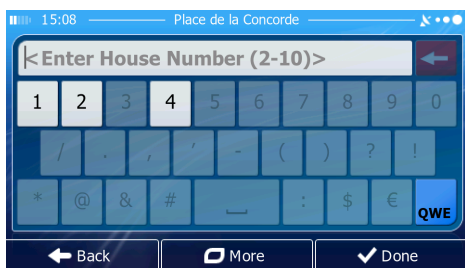 15:08 Place de la Concorde
<Enter House Number (2-10)>
1 2 3 4 5 6 7 8 9 0
/ . , ' - ( ) ? !
* @ & # : $ € QWE
Back More Done